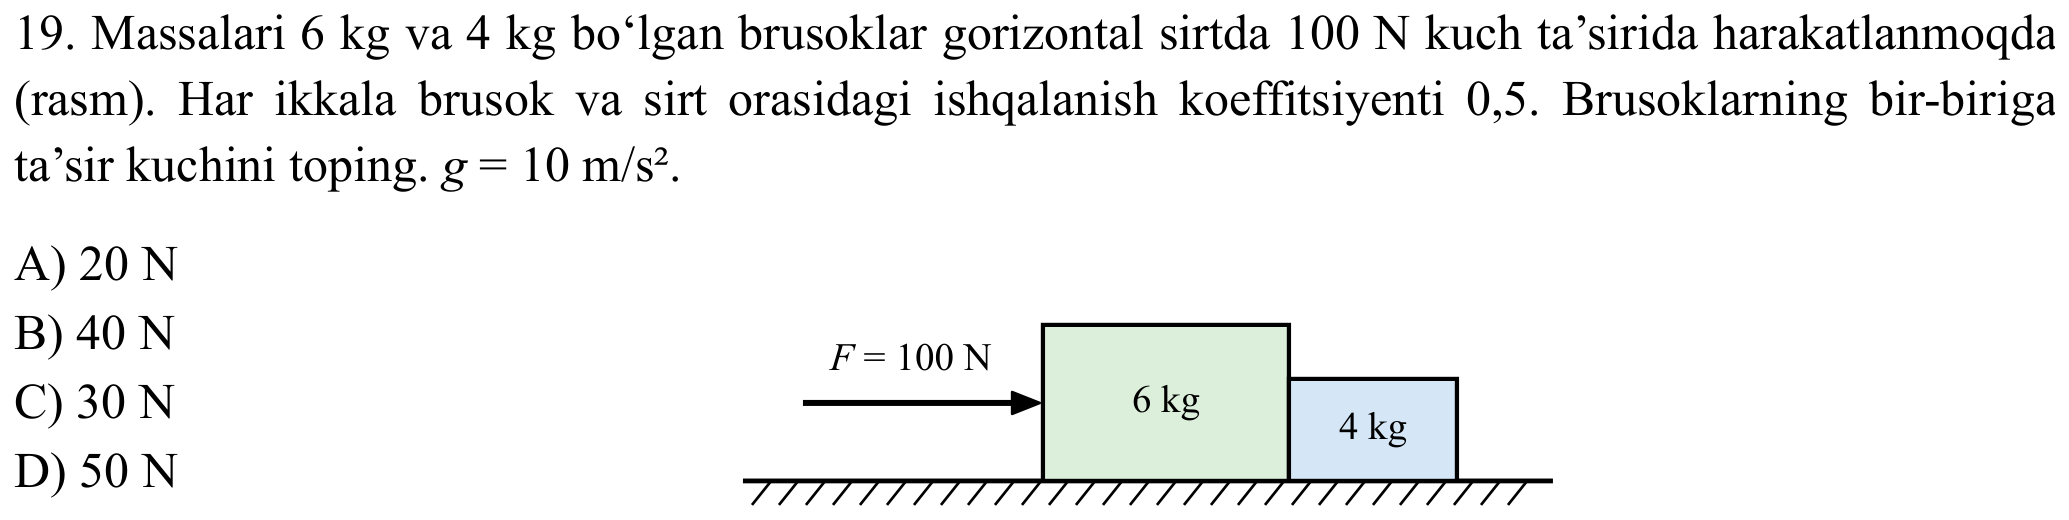 19. Massalari 6 kg va 4 kg bo‘lgan brusoklar gorizontal sirtda 100 N kuch ta’sirida harakatlanmoqda
(rasm). Har ikkala brusok va sirt orasidagi ishqalanish koeffitsiyenti 0,5. Brusoklarning bir-biriga
ta’sir kuchini toping. g = 10 m/s².
A) 20 N
B) 40 N
C) 30 N
D) 50 N
F = 100 N
6 kg
4 kg